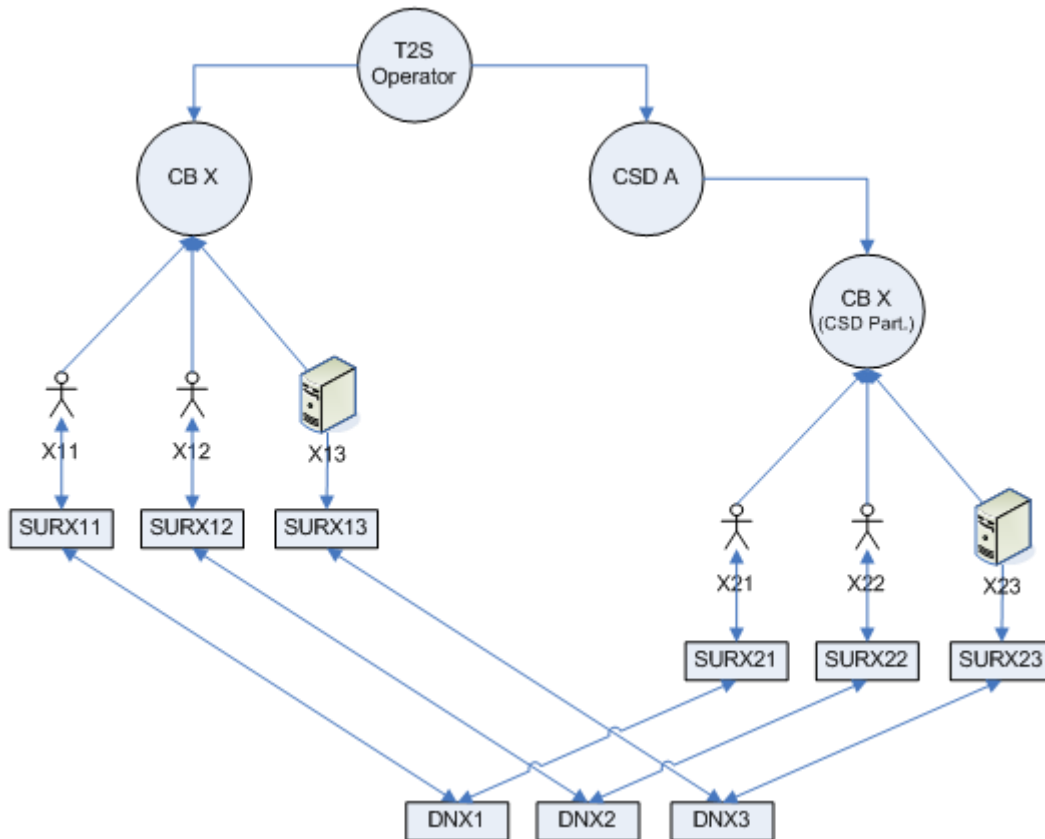 T2S
Operator
CB X
CSD A
CB X
(CSD Part.)
X11
X12
X13
SURX11
SURX12
SURX13
X21
X22
X23
SURX21
SURX22
SURX23
DNX1
DNX2
DNX3